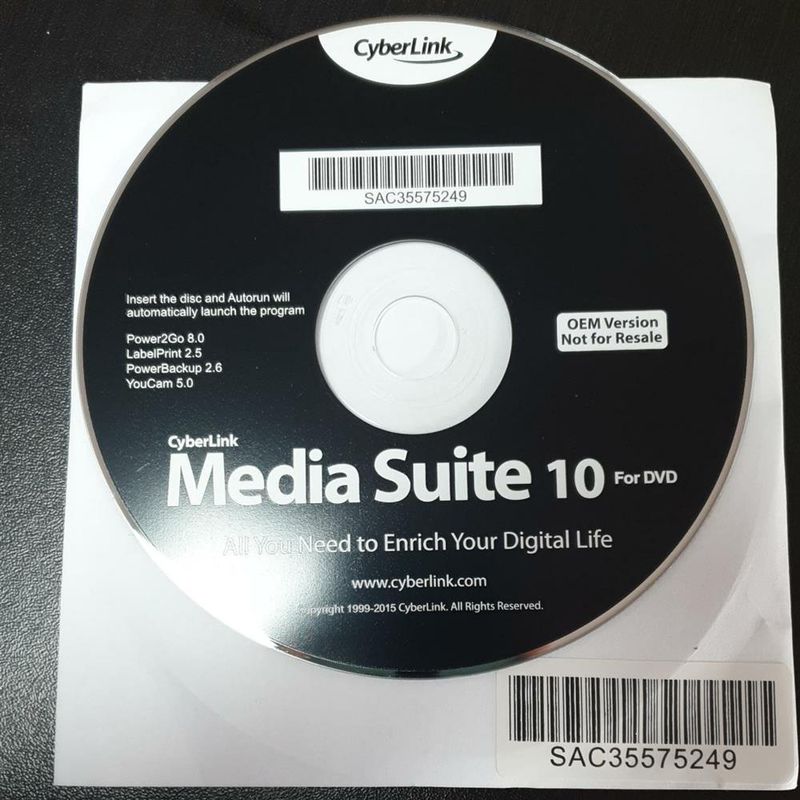 CyberLink
SAC35575249
Insert the disc and Autorun will
automatically launch the program
Power2Go 8.0
LabelPrint 2.5
PowerBackup 2.6
YouCam 5.0
OEM Version
Not for Resale
CyberLink
Media Suite 10 For DVD
All You Need to Enrich Your Digital Life
www.cyberlink.com
Copyright 1999-2015 CyberLink. All Rights Reserved.
SAC35575249